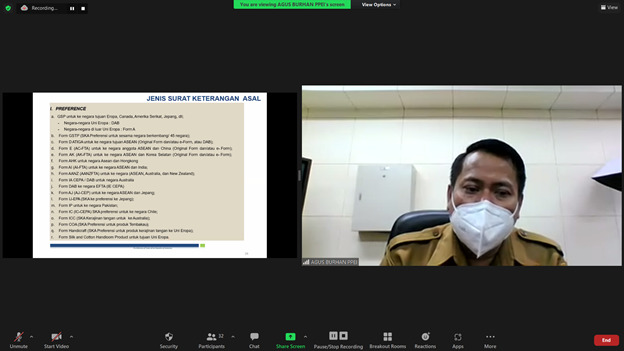 Recording...
You are viewing AGUS BURHAN PPEI's screen
View Options
View
JENIS SURAT KETERANGAN ASAL
I. PREFERENCE
a. GSP untuk ke negara tujuan Eropa, Canada, Amerika Serikat, Jepang, dll,
- Negara-negara Uni Eropa : DAB
- Negara-negara di luar Uni Eropa : Form A
b. Form GSTP (SKA Preferensi untuk sesama negara berkembang/ 48 negara);
c. Form D/ATIGA untuk ke negara tujuan ASEAN (Original Form dan/atau e-Form, atau DAB);
d. Form E (AC-FTA) untuk ke negara anggota ASEAN dan China (Original Form dan/atau e- Form);
e. Form AK (AK-FTA) untuk ke negara ASEAN dan Korea Selatan (Original Form dan/atau e-Form);
f. Form AHK untuk negara Asean dan Hongkong
g. Form AI (AI-FTA) untuk ke negara ASEAN dan India;
h. Form AANZ (AANZFTA) untuk ke negara (ASEAN, Australia, dan New Zealand);
i. Form IA CEPA / DAB untuk negara Australia
j. Form DAB ke negara EFTA (IE CEPA)
k. Form AJ (AJ-CEP) untuk ke negara ASEAN dan Jepang;
l. Form IJ-EPA (SKA ke preferensi ke Jepang);
m. Form IP untuk ke negara Pakistan;
n. Form IC (IC-CEPA) SKA preferensi untuk ke negara Chile;
o. Form ICC (SKA Kerajinan tangan untuk ke Australia);
p. Form COA (SKA Preferensi untuk produk Tembakau);
q. Form Handicraft (SKA Preferensi untuk produk kerajinan tangan ke Uni Eropa);
r. Form Silk and Cotton Handloom Product untuk tujuan Uni Eropa.
AGUS BURHAN PPEI
Unmute
Start Video
Security
Participants
32
Chat
Share Screen
Pause/Stop Recording
Breakout Rooms
Reactions
Apps
More
End